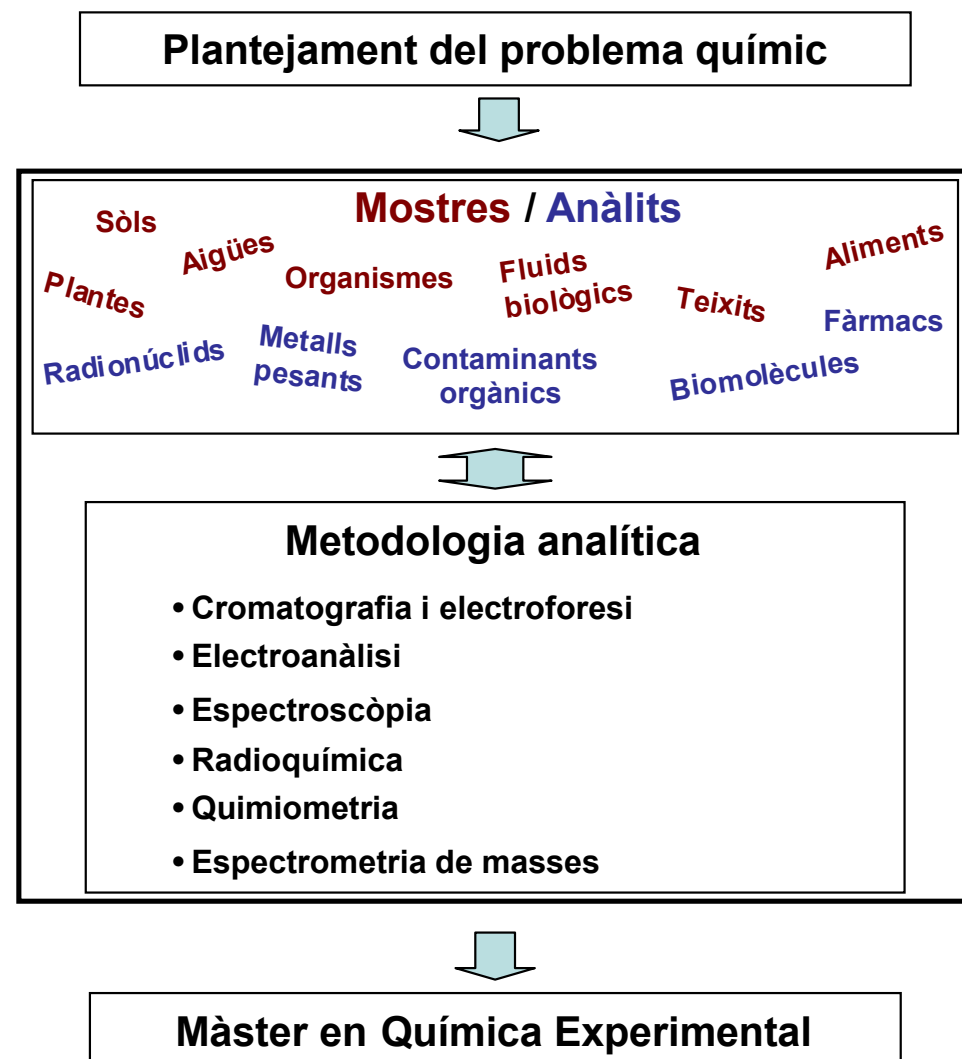 Plantejament del problema químic
Mostres / Anàlits
Sòls
Aigües
Aliments
Plantes
Organismes
Fluids
biològics
Teixits
Fàrmacs
Radionúclids
Metalls
pesants
Contaminants
orgànics
Biomolècules
Metodologia analítica
• Cromatografia i electroforesi
• Electroanàlisi
• Espectroscòpia
• Radioquímica
• Quimiometria
• Espectrometria de masses
Màster en Química Experimental